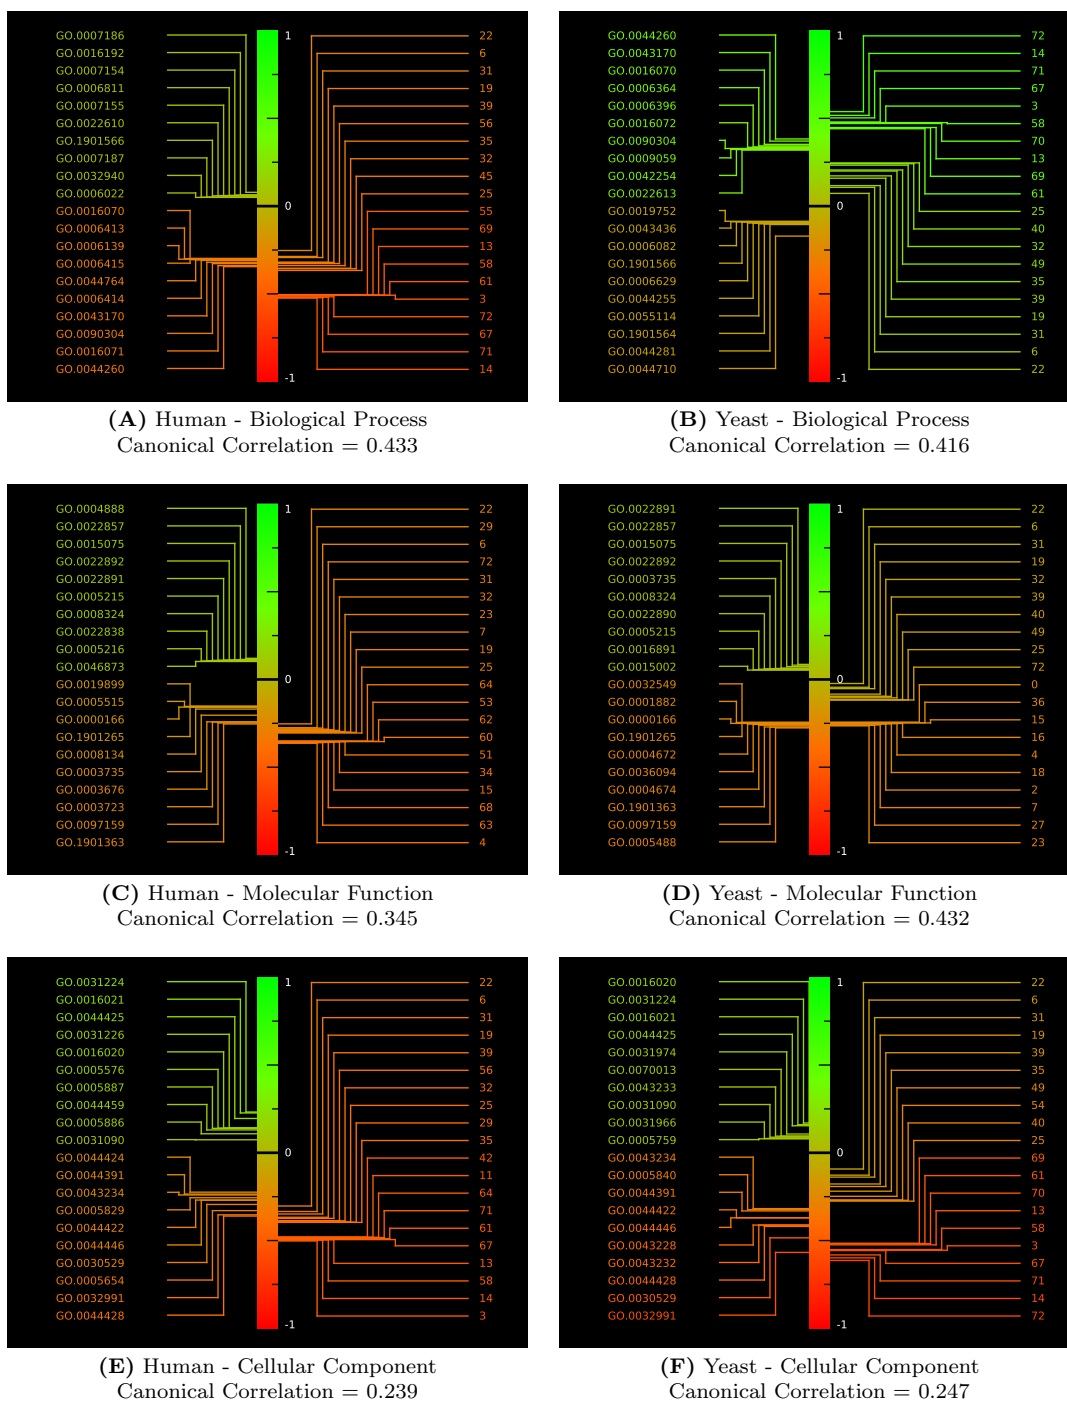 GO.0007186
GO.0016192
GO.0007154
GO.0006811
GO.0007155
GO.0022610
GO.1901566
GO.0007187
GO.0032940
GO.0006022
GO.0016070
GO.0006413
GO.0006139
GO.0006415
GO.0044764
GO.0006414
GO.0043170
GO.0090304
GO.0016071
GO.0044260
1
0
-1
22
6
31
19
39
56
35
32
45
25
55
69
13
58
61
3
72
67
71
14
(A) Human - Biological Process
Canonical Correlation = 0.433
GO.0044260
GO.0043170
GO.0016070
GO.0006364
GO.0006396
GO.0016072
GO.0090304
GO.0009059
GO.0042254
GO.0022613
GO.0019752
GO.0043436
GO.0006082
GO.1901566
GO.0006629
GO.0044255
GO.0055114
GO.1901564
GO.0044281
GO.0044710
1
0
-1
72
14
71
67
3
58
70
13
69
61
25
40
32
49
35
39
19
31
6
22
(B) Yeast - Biological Process
Canonical Correlation = 0.416
GO.0004888
GO.0022857
GO.0015075
GO.0022892
GO.0022891
GO.0005215
GO.0008324
GO.0022838
GO.0005216
GO.0046873
GO.0019899
GO.0005515
GO.0000166
GO.1901265
GO.0008134
GO.0003735
GO.0003676
GO.0003723
GO.0097159
GO.1901363
1
0
-1
22
29
6
72
31
32
23
7
19
25
64
53
62
60
51
34
15
68
63
4
(C) Human - Molecular Function
Canonical Correlation = 0.345
GO.0022891
GO.0022857
GO.0015075
GO.0022892
GO.0003735
GO.0008324
GO.0022890
GO.0005215
GO.0016891
GO.0015002
GO.0032549
GO.0001882
GO.0000166
GO.1901265
GO.0004672
GO.0036094
GO.0004674
GO.1901363
GO.0097159
GO.0005488
1
0
-1
22
6
31
19
32
39
40
49
25
72
0
36
15
16
4
18
2
7
27
23
(D) Yeast - Molecular Function
Canonical Correlation = 0.432
GO.0031224
GO.0016021
GO.0044425
GO.0031226
GO.0016020
GO.0005576
GO.0005887
GO.0044459
GO.0005886
GO.0031090
GO.0044424
GO.0044391
GO.0043234
GO.0005829
GO.0044422
GO.0044446
GO.0030529
GO.0005654
GO.0032991
GO.0044428
1
0
-1
22
6
31
19
39
56
32
25
29
35
42
11
64
71
61
67
13
58
14
3
(E) Human - Cellular Component
Canonical Correlation = 0.239
GO.0016020
GO.0031224
GO.0016021
GO.0044425
GO.0031974
GO.0070013
GO.0043233
GO.0031090
GO.0031966
GO.0005759
GO.0043234
GO.0005840
GO.0044391
GO.0044422
GO.0044446
GO.0043228
GO.0043232
GO.0044428
GO.0030529
GO.0032991
1
0
-1
22
6
31
19
39
35
49
54
40
25
69
61
70
13
58
3
67
71
14
72
(F) Yeast - Cellular Component
Canonical Correlation = 0.247